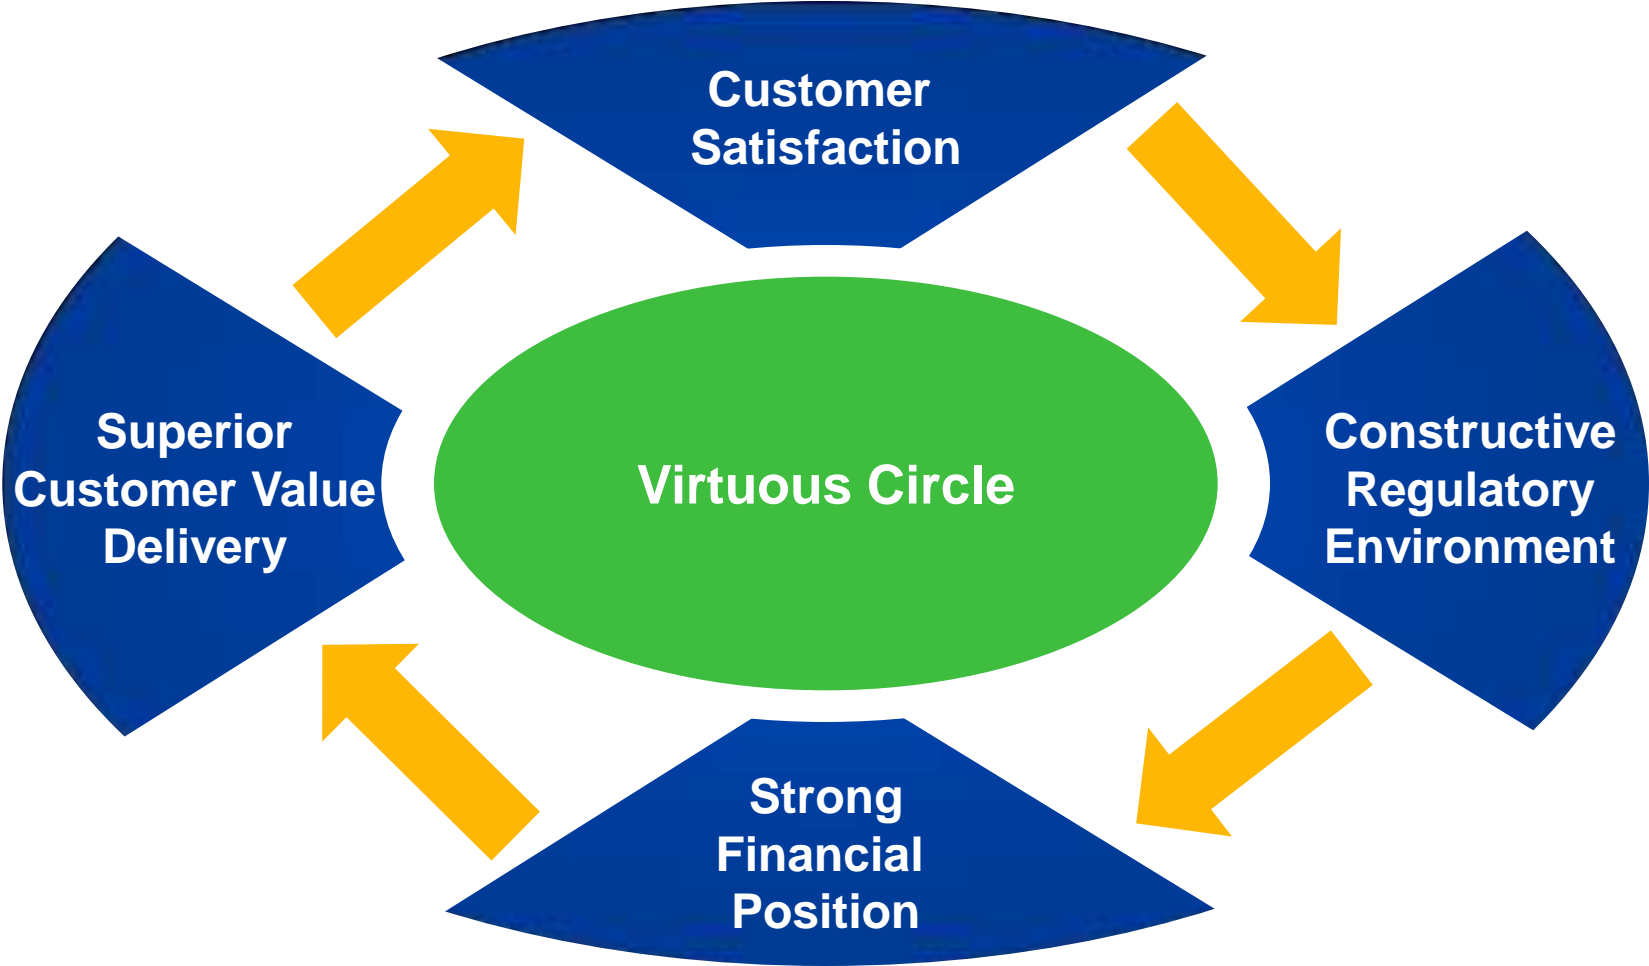 Customer
Satisfaction
Superior
Customer Value
Delivery
Virtuous Circle
Constructive
Regulatory
Environment
Strong
Financial
Position